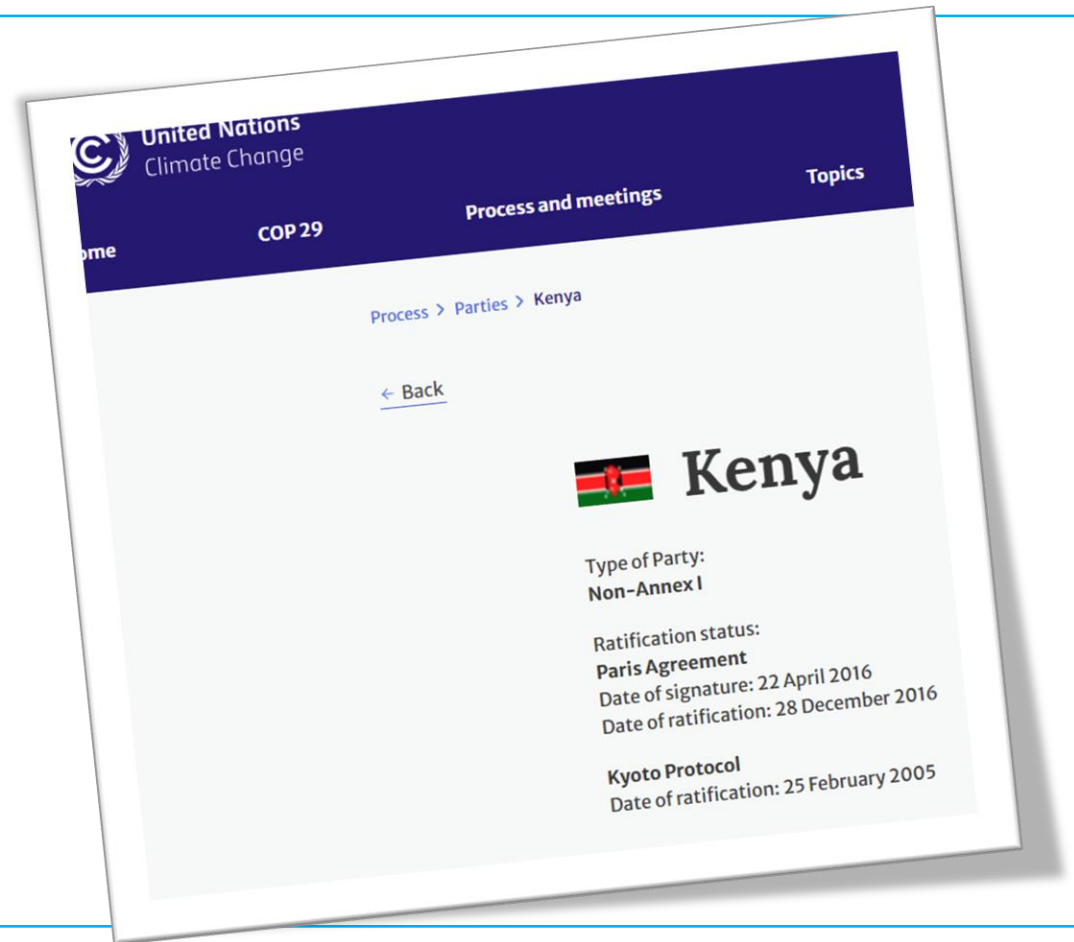 United Nations
Climate Change
ome
COP 29
Process and meetings
Topics
Process > Parties > Kenya
← Back
Kenya
Type of Party:
Non-Annex I
Ratification status:
Paris Agreement
Date of signature: 22 April 2016
Date of ratification: 28 December 2016
Kyoto Protocol
Date of ratification: 25 February 2005